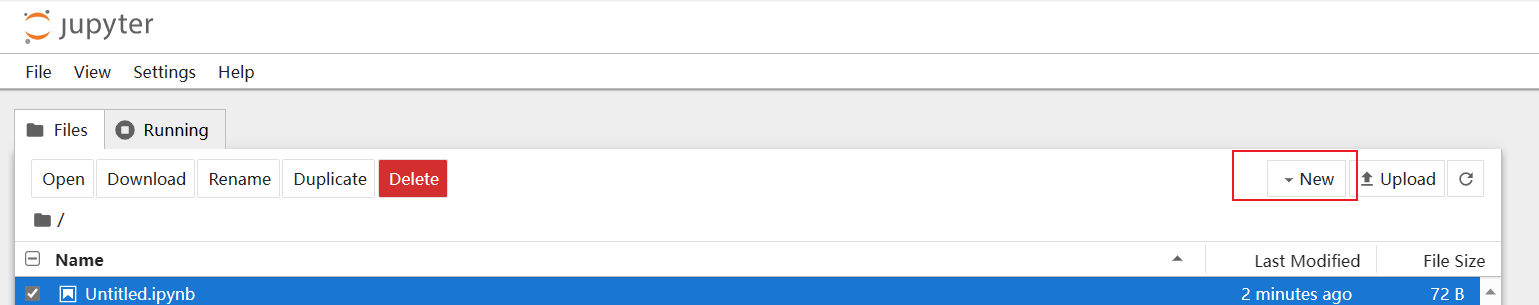 jupyter
File View Settings Help
Files Running
Open Download Rename Duplicate Delete New Upload
/
Name Last Modified File Size
Untitled.ipynb 2 minutes ago 72 B